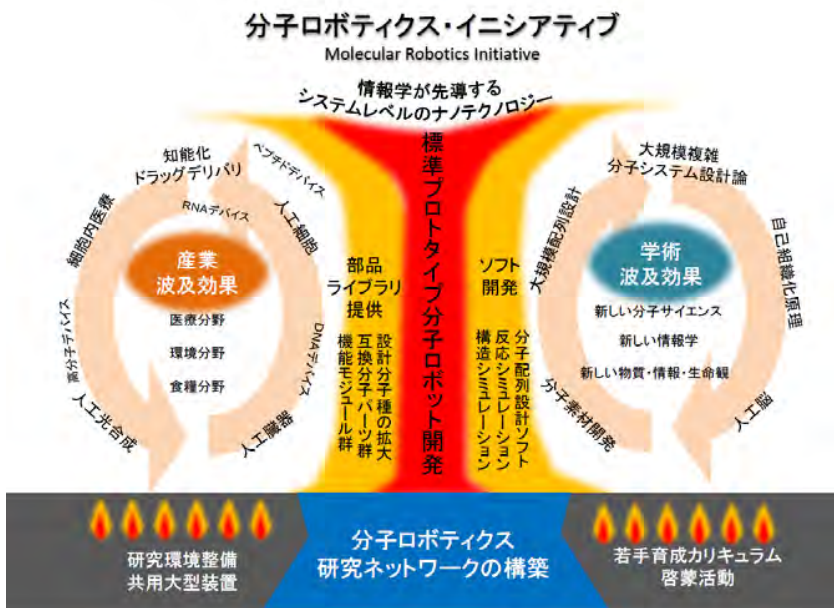 分子ロボティクス・イニシアティブ
Molecular Robotics Initiative
情報学が先導する
システムレベルのナノテクノロジー
標準プロトタイプ分子ロボット開発
知能化
ドラッグデリバリ
ペプチドデバイス
RNAデバイス
細胞内医療
人工細胞
産業
波及効果
医療分野
環境分野
食糧分野
高分子デバイス
DNAデバイス
人工光合成
人工臓器
部品
ライブラリ
提供
設計分子種の拡大
互換分子パーツ群
機能モジュール群
ソフト
開発
分子配列設計ソフト
反応シミュレーション
構造シミュレーション
大規模複雑
分子システム設計論
大規模配列設計
自己組織化原理
学術
波及効果
新しい分子サイエンス
新しい情報学
新しい物質・情報・生命観
分子素材開発
人工脳
研究環境整備
共用大型装置
分子ロボティクス
研究ネットワークの構築
若手育成カリキュラム
啓蒙活動